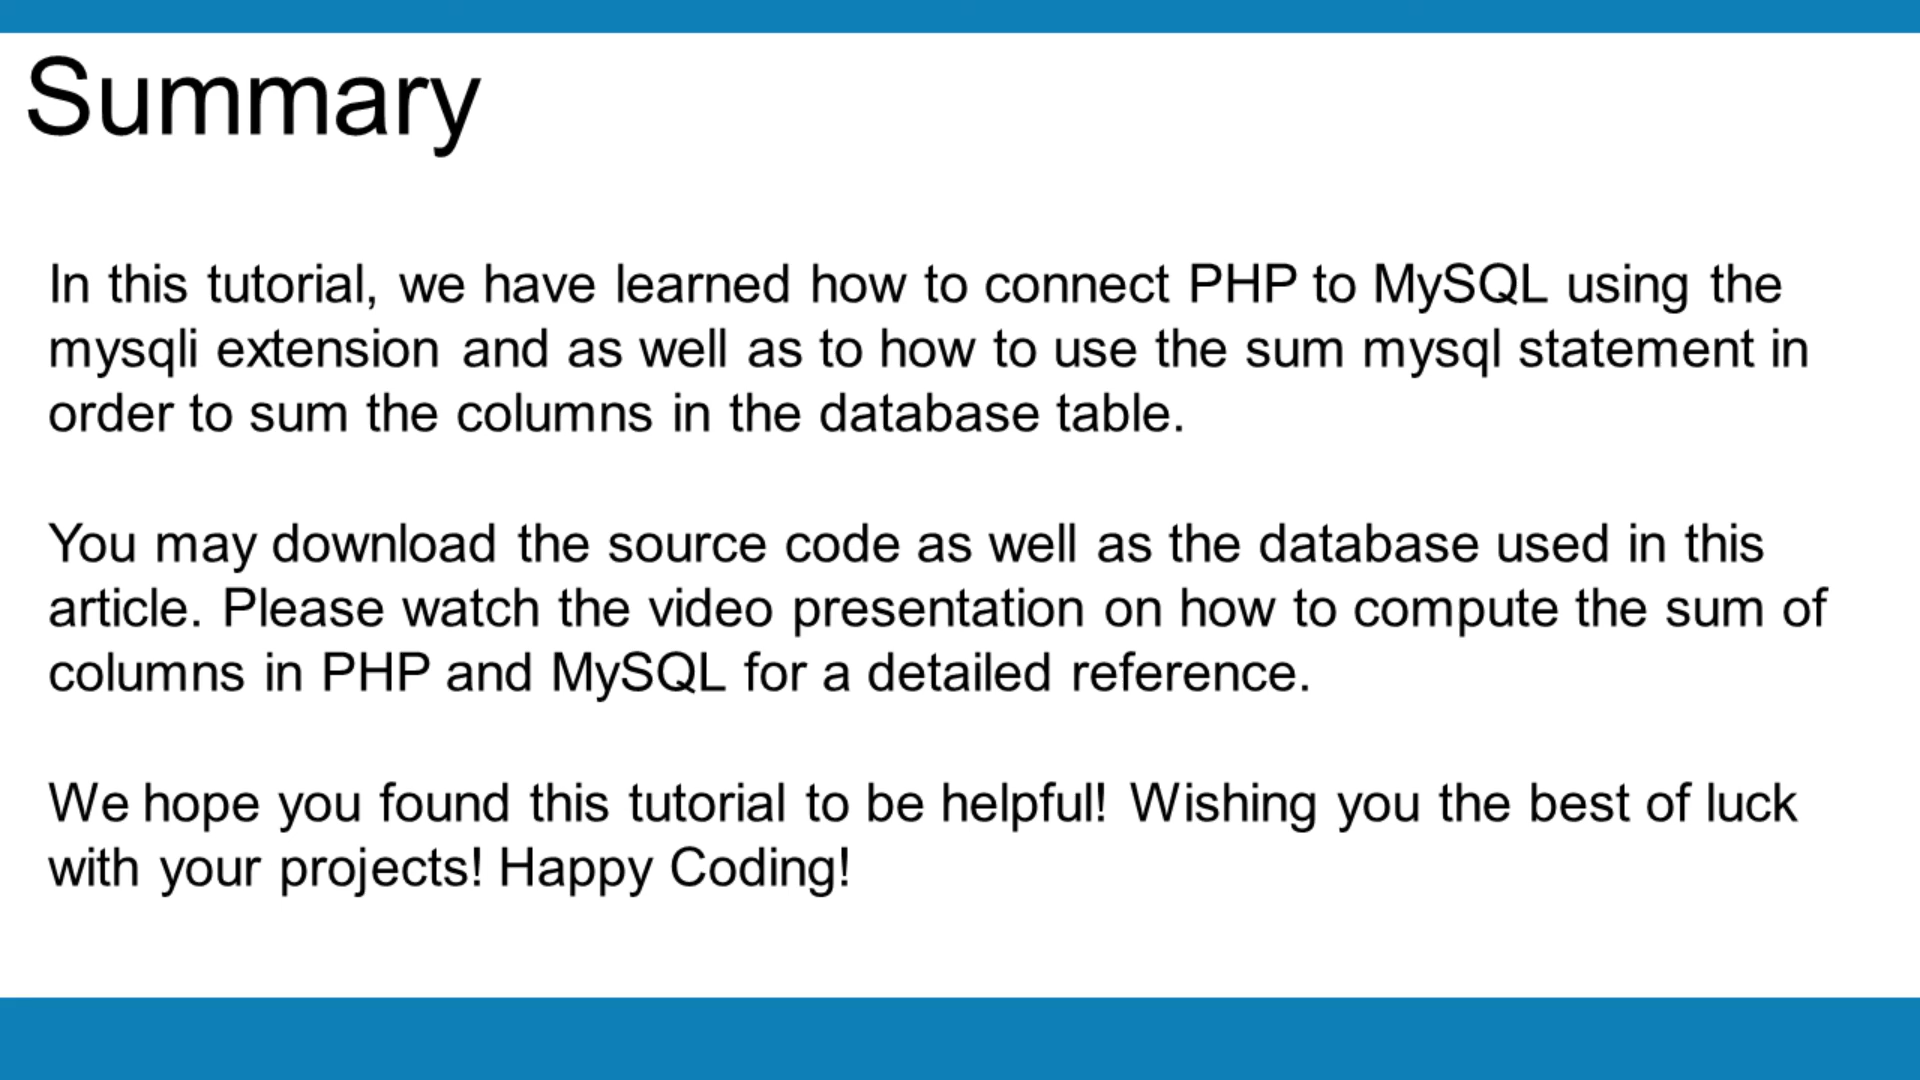 Summary
In this tutorial, we have learned how to connect PHP to MySQL using the
mysqli extension and as well as to how to use the sum mysql statement in
order to sum the columns in the database table.
You may download the source code as well as the database used in this
article. Please watch the video presentation on how to compute the sum of
columns in PHP and MySQL for a detailed reference.
We hope you found this tutorial to be helpful! Wishing you the best of luck
with your projects! Happy Coding!